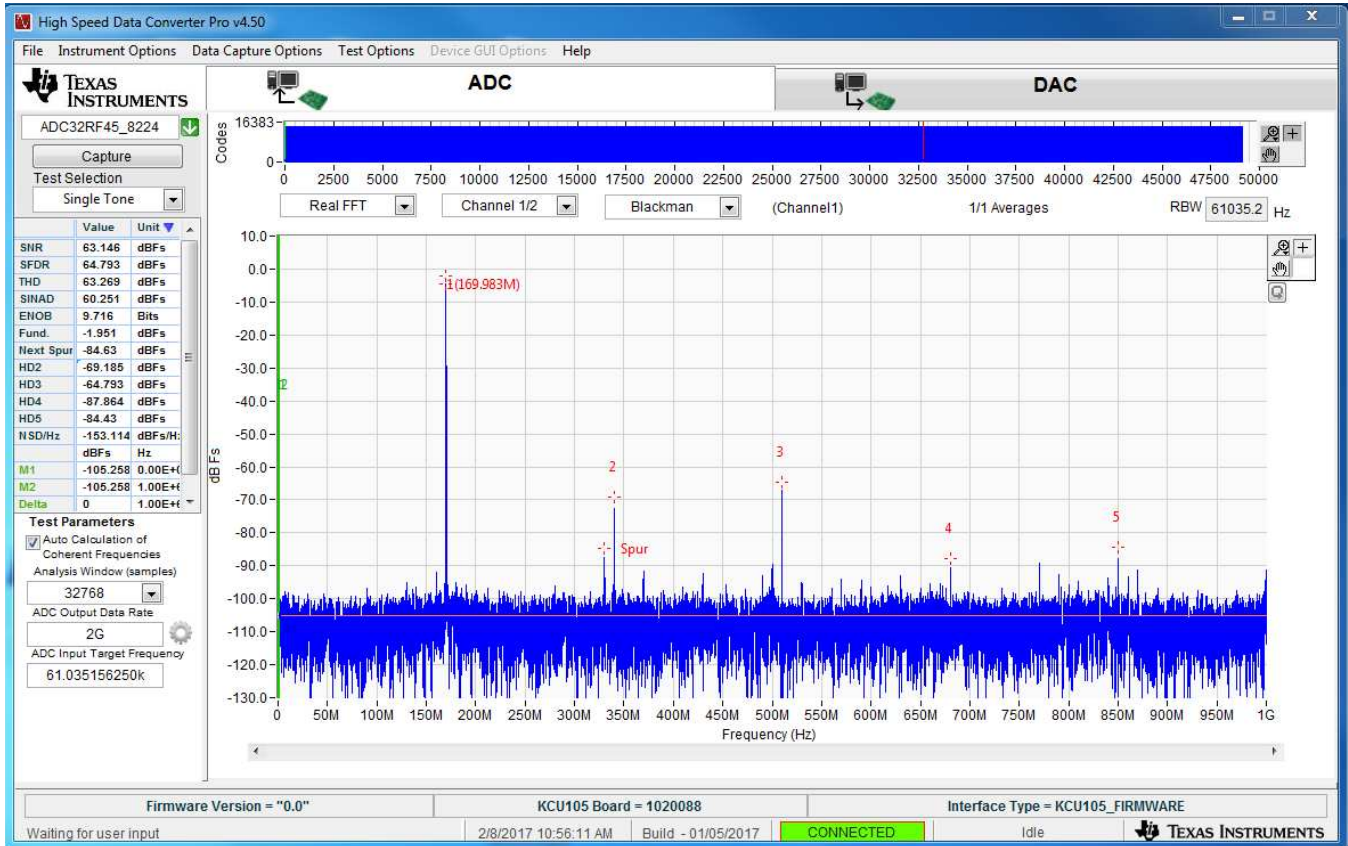 High Speed Data Converter Pro v4.50
File Instrument Options Data Capture Options Test Options Device GUI Options Help
TEXAS INSTRUMENTS
ADC
DAC
ADC32RF45_8224
Capture
Test Selection
Single Tone
Codes
16383
0
0 2500 5000 7500 10000 12500 15000 17500 20000 22500 25000 27500 30000 32500 35000 37500 40000 42500 45000 47500 50000
Real FFT Channel 1/2 Blackman (Channel1) 1/1 Averages RBW 61035.2 Hz
Value Unit
SNR 63.146 dBFs
SFDR 64.793 dBFs
THD 63.269 dBFs
SINAD 60.251 dBFs
ENOB 9.716 Bits
Fund. -1.951 dBFs
Next Spur -84.63 dBFs
HD2 -69.185 dBFs
HD3 -64.793 dBFs
HD4 -87.864 dBFs
HD5 -84.43 dBFs
NSD/Hz -153.114 dBFs/H
dBFs Hz
M1 -105.258 0.00E+
M2 -105.258 1.00E+
Delta 0 1.00E+
Test Parameters
Auto Calculation of
Coherent Frequencies
Analysis Window (samples)
32768
ADC Output Data Rate
2G
ADC Input Target Frequency
61.035156250k
dBFs
10.0
0.0
-10.0
-20.0
-30.0
-40.0
-50.0
-60.0
-70.0
-80.0
-90.0
-100.0
-110.0
-120.0
-130.0
1(169.983M)
2
3
4
5
Spur
0 50M 100M 150M 200M 250M 300M 350M 400M 450M 500M 550M 600M 650M 700M 750M 800M 850M 900M 950M 1G
Frequency (Hz)
Firmware Version = "0.0" KCU105 Board = 1020088 Interface Type = KCU105_FIRMWARE
Waiting for user input 2/8/2017 10:56:11 AM Build - 01/05/2017 CONNECTED Idle TEXAS INSTRUMENTS